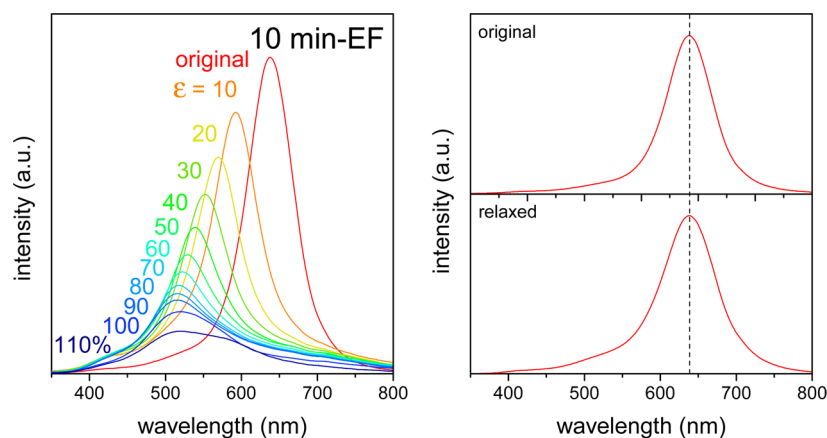 10 min-EF
original
ε = 10
20
30
40
50
60
70
80
90
100
110%
intensity (a.u.)
400 500 600 700 800
wavelength (nm)
original
relaxed
intensity (a.u.)
400 500 600 700 800
wavelength (nm)